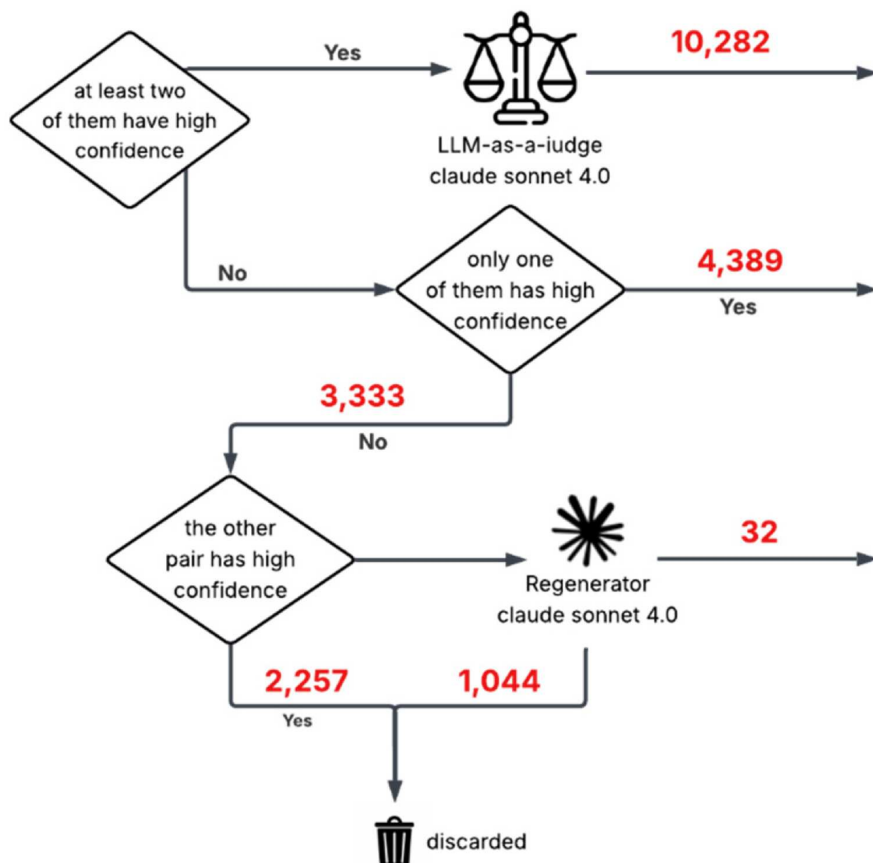 Yes
10,282
at least two
of them have high
confidence
LLM-as-a-iudge
claude sonnet 4.0
No
only one
of them has high
confidence
4,389
Yes
3,333
No
the other
pair has high
confidence
Regenerator
claude sonnet 4.0
32
2,257
Yes
1,044
discarded